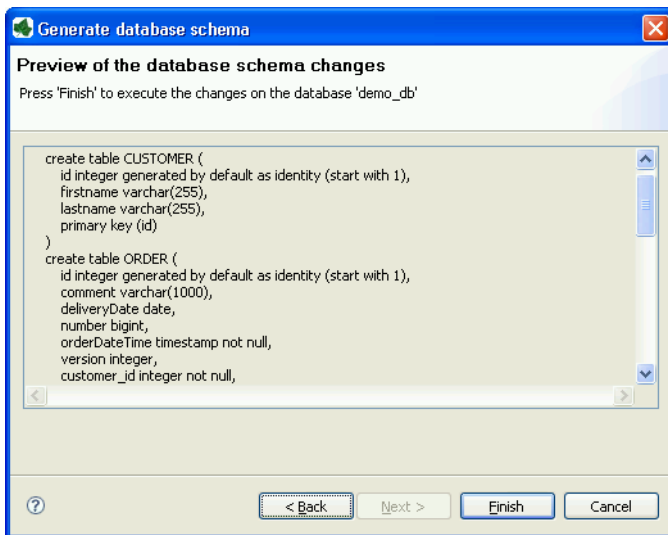 Generate database schema
Preview of the database schema changes
Press 'Finish' to execute the changes on the database 'demo_db'
create table CUSTOMER (
id integer generated by default as identity (start with 1),
firstname varchar(255),
lastname varchar(255),
primary key (id)
)
create table ORDER (
id integer generated by default as identity (start with 1),
comment varchar(1000),
deliveryDate date,
number bigint,
orderDateTime timestamp not null,
version integer,
customer_id integer not null,
? < Back Next > Finish Cancel